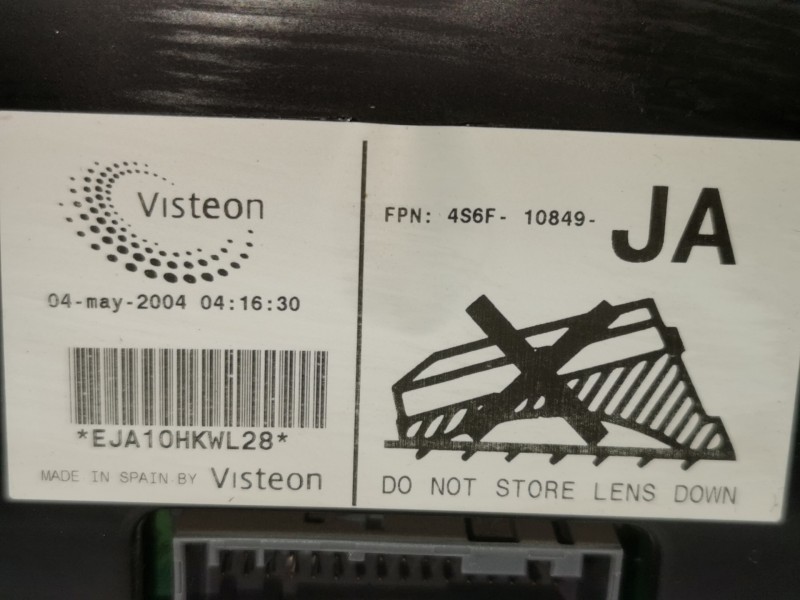 Visteon
04-may-2004 04:16:30
*EJA10HKWL28*
MADE IN SPAIN BY Visteon
FPN: 4S6F- 10849- JA
DO NOT STORE LENS DOWN